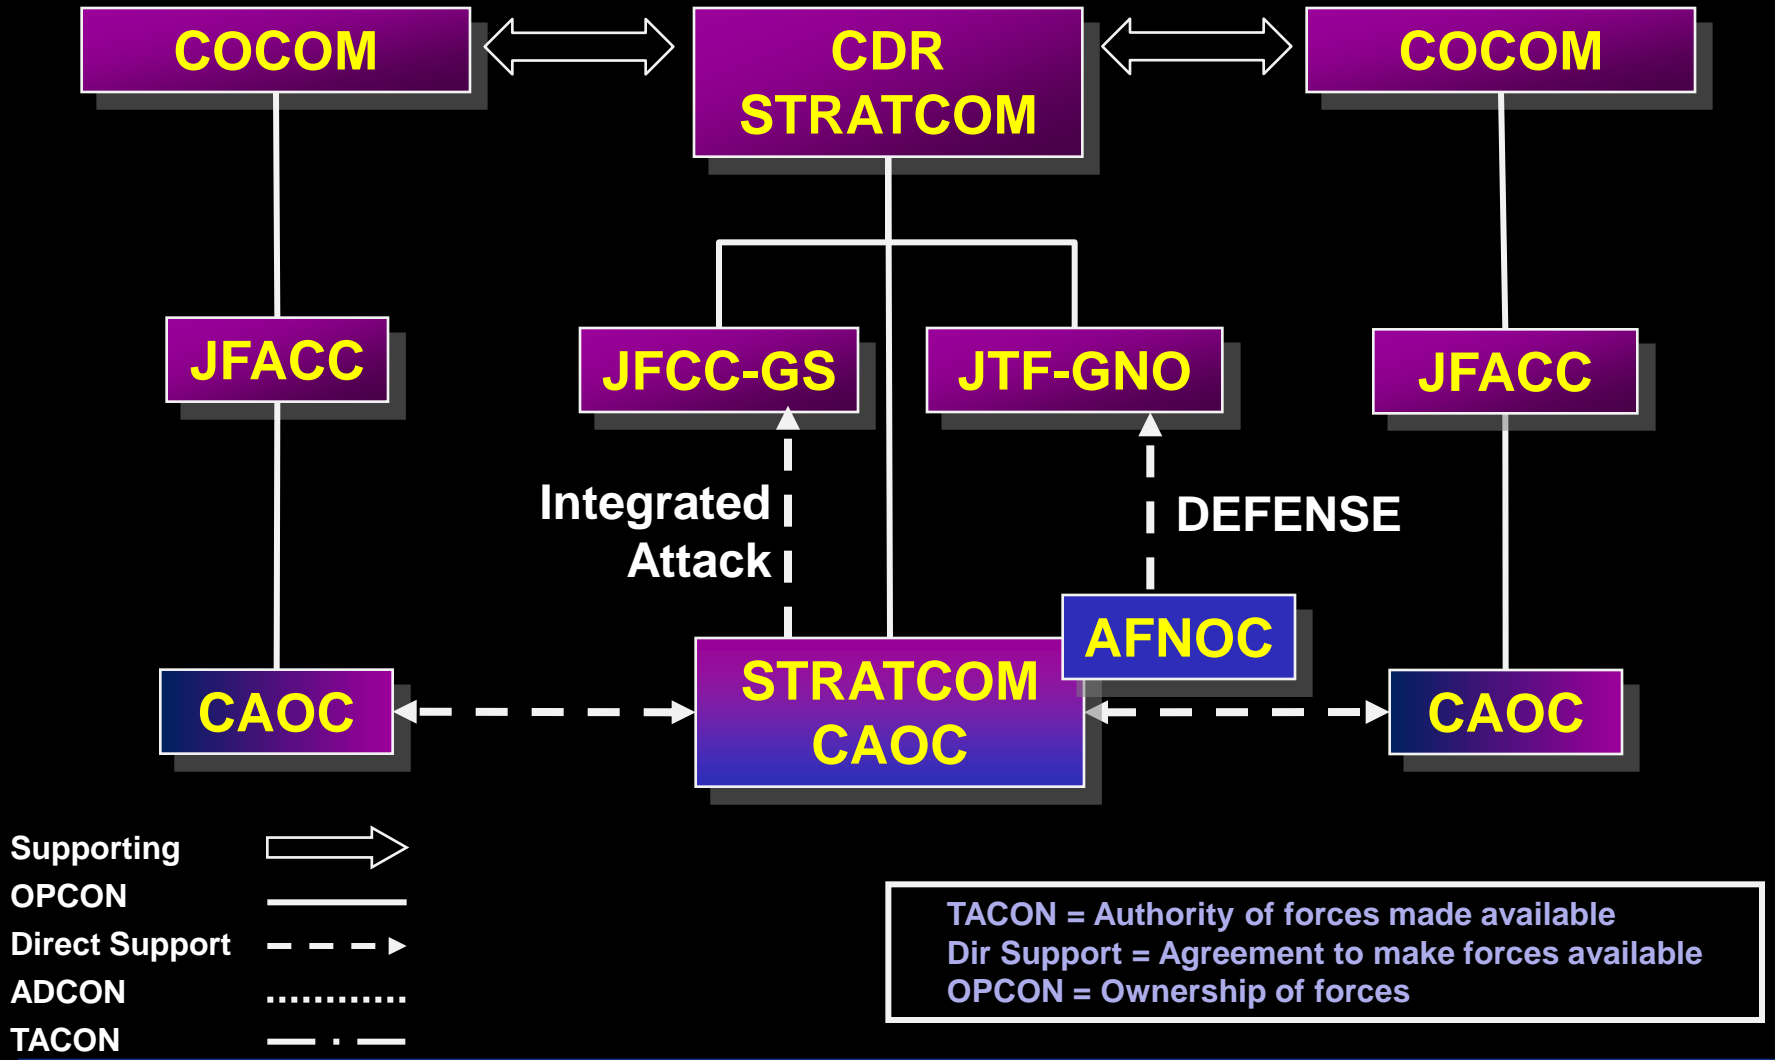 COCOM
CDR
STRATCOM
COCOM
JFACC
JFCC-GS
JTF-GNO
JFACC
Integrated
Attack
DEFENSE
AFNOC
CAOC
STRATCOM
CAOC
CAOC
Supporting
OPCON
Direct Support
ADCON
TACON
TACON = Authority of forces made available
Dir Support = Agreement to make forces available
OPCON = Ownership of forces